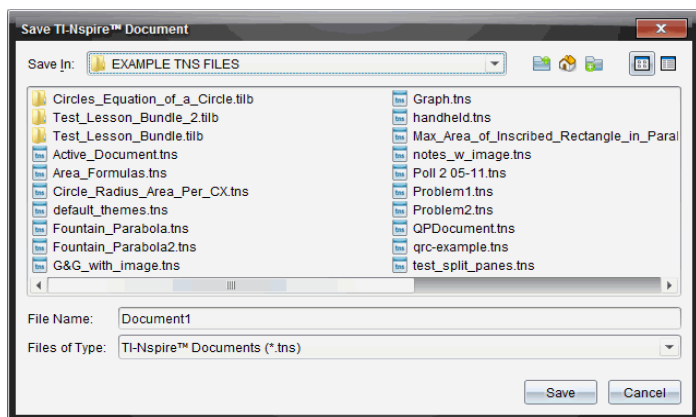 Save TI-Nspire™ Document
Save In: EXAMPLE TNS FILES
Circles_Equation_of_a_Circle.tilb
Test_Lesson_Bundle_2.tilb
Test_Lesson_Bundle.tilb
Active_Document.tns
Area_Formulas.tns
Circle_Radius_Area_Per_CX.tns
default_themes.tns
Fountain_Parabola.tns
Fountain_Parabola2.tns
G&G_with_image.tns
Graph.tns
handheld.tns
Max_Area_of_Inscribed_Rectangle_in_Paral
notes_w_image.tns
Poll 2 05-11.tns
Problem1.tns
Problem2.tns
QPDocument.tns
qrc-example.tns
test_split_panes.tns
File Name: Document1
Files of Type: TI-Nspire™ Documents (*.tns)
Save Cancel